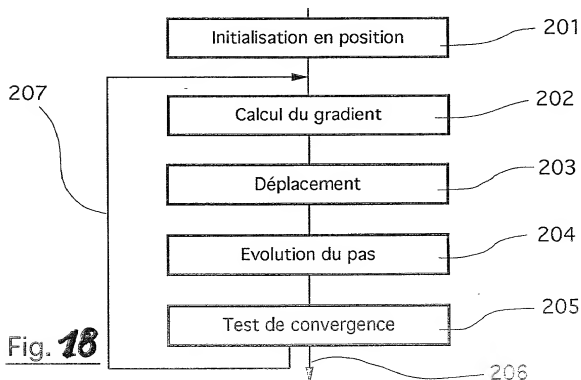 Initialisation en position
201
207
Calcul du gradient
202
Déplacement
203
Evolution du pas
204
Test de convergence
205
Fig. 18
206